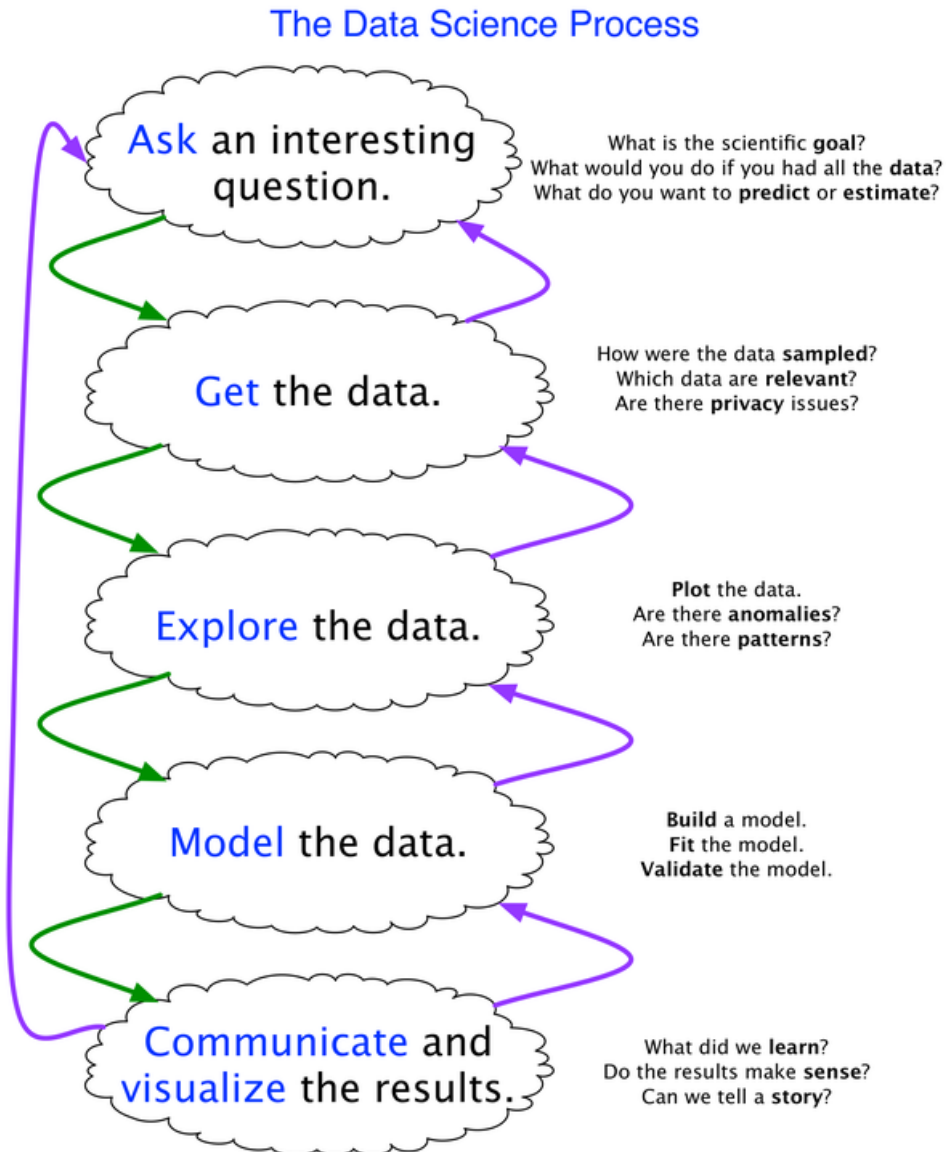 The Data Science Process
Ask an interesting
question.
What is the scientific goal?
What would you do if you had all the data?
What do you want to predict or estimate?
Get the data.
How were the data sampled?
Which data are relevant?
Are there privacy issues?
Explore the data.
Plot the data.
Are there anomalies?
Are there patterns?
Model the data.
Build a model.
Fit the model.
Validate the model.
Communicate and
visualize the results.
What did we learn?
Do the results make sense?
Can we tell a story?